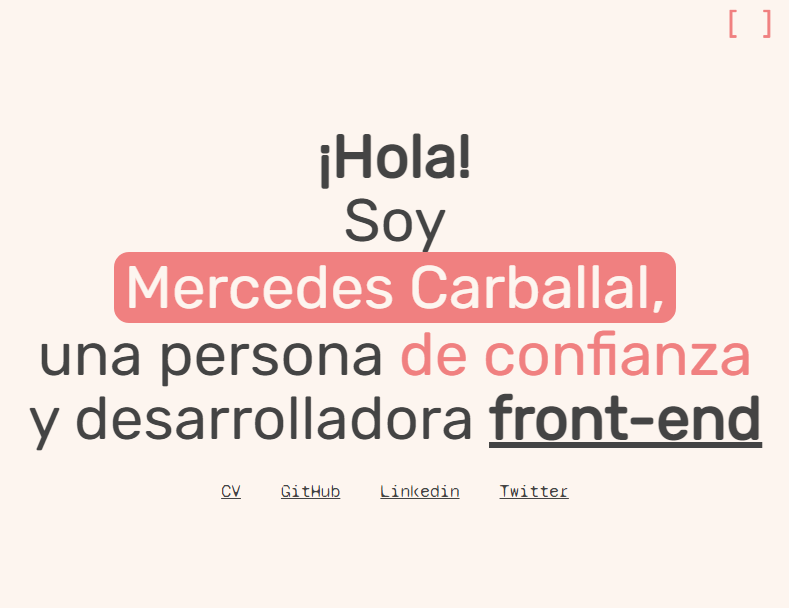 [ ]
¡Hola!
Soy
Mercedes Carballal,
una persona de confianza
y desarrolladora front-end
CV GitHub Linkedin Twitter